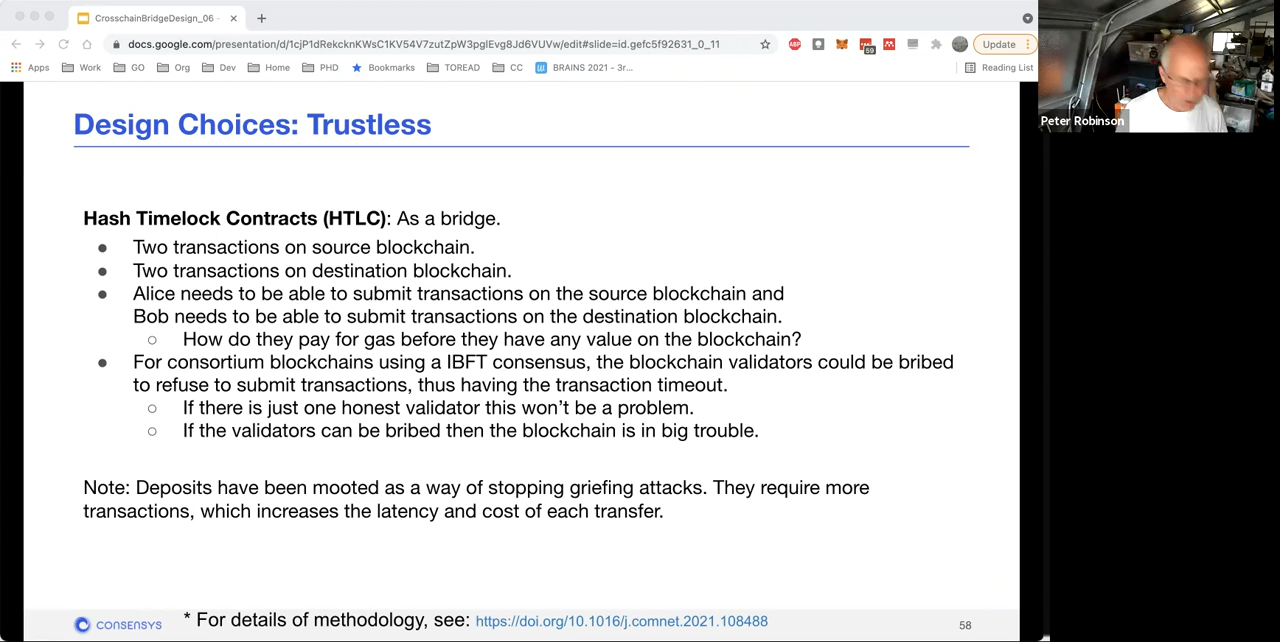 CrosschainBridgeDesign_06 -
docs.google.com/presentation/d/1cjP1dRekcknKWsC1KV54V7zutZpW3pglEvg8Jd6VUVw/edit#slide=id.gefc5f92631_0_11
ABP
59
Update
Apps
Work
GO
Org
Dev
Home
PHD
Bookmarks
TOREAD
CC
BRAINS 2021 - 3r...
Reading List
Peter Robinson
Design Choices: Trustless
Hash Timelock Contracts (HTLC): As a bridge.
● Two transactions on source blockchain.
● Two transactions on destination blockchain.
● Alice needs to be able to submit transactions on the source blockchain and
Bob needs to be able to submit transactions on the destination blockchain.
○ How do they pay for gas before they have any value on the blockchain?
● For consortium blockchains using a IBFT consensus, the blockchain validators could be bribed
to refuse to submit transactions, thus having the transaction timeout.
○ If there is just one honest validator this won't be a problem.
○ If the validators can be bribed then the blockchain is in big trouble.
Note: Deposits have been mooted as a way of stopping griefing attacks. They require more
transactions, which increases the latency and cost of each transfer.
CONSENSYS
* For details of methodology, see: https://doi.org/10.1016/j.comnet.2021.108488
58